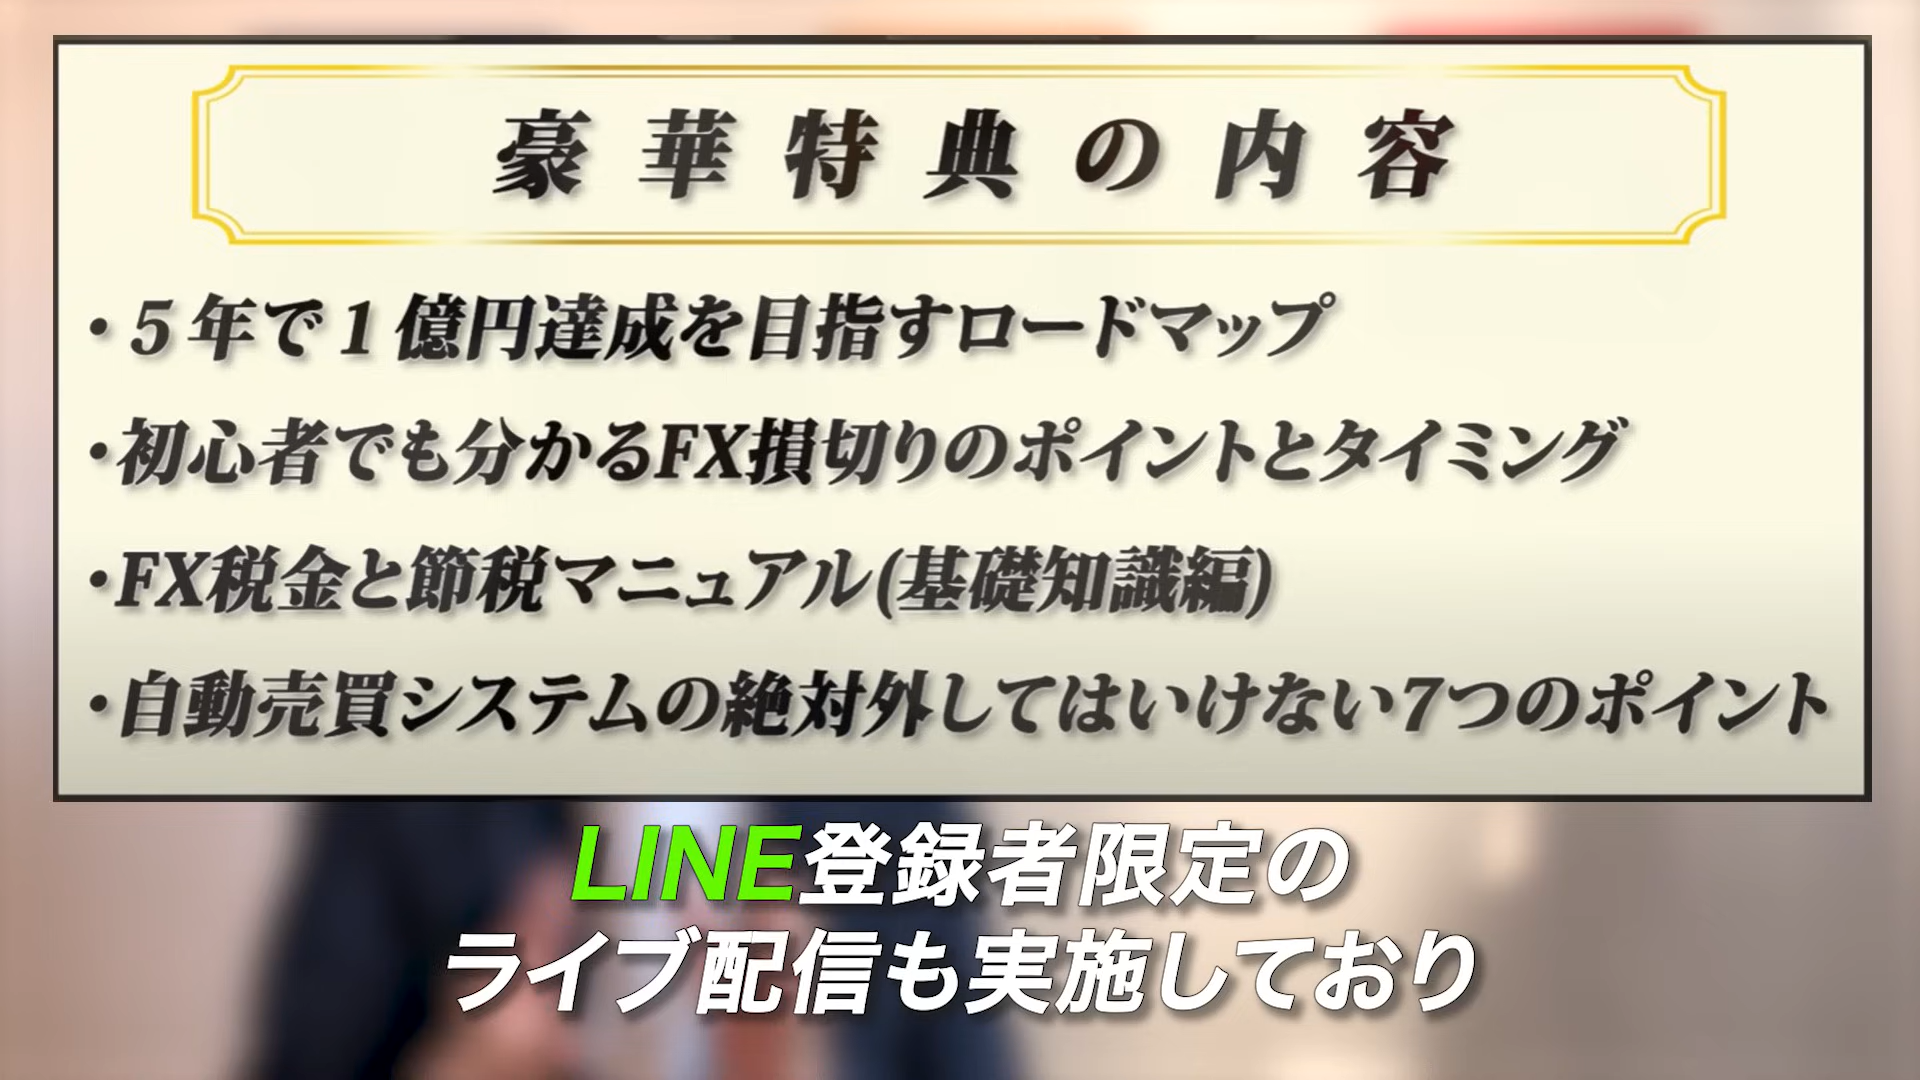 豪華特典の内容
・5年で1億円達成を目指すロードマップ
・初心者でも分かるFX損切りのポイントとタイミング
・FX税金と節税マニュアル(基礎知識編)
・自動売買システムの絶対外してはいけない7つのポイント
LINE登録者限定の
ライブ配信も実施しており